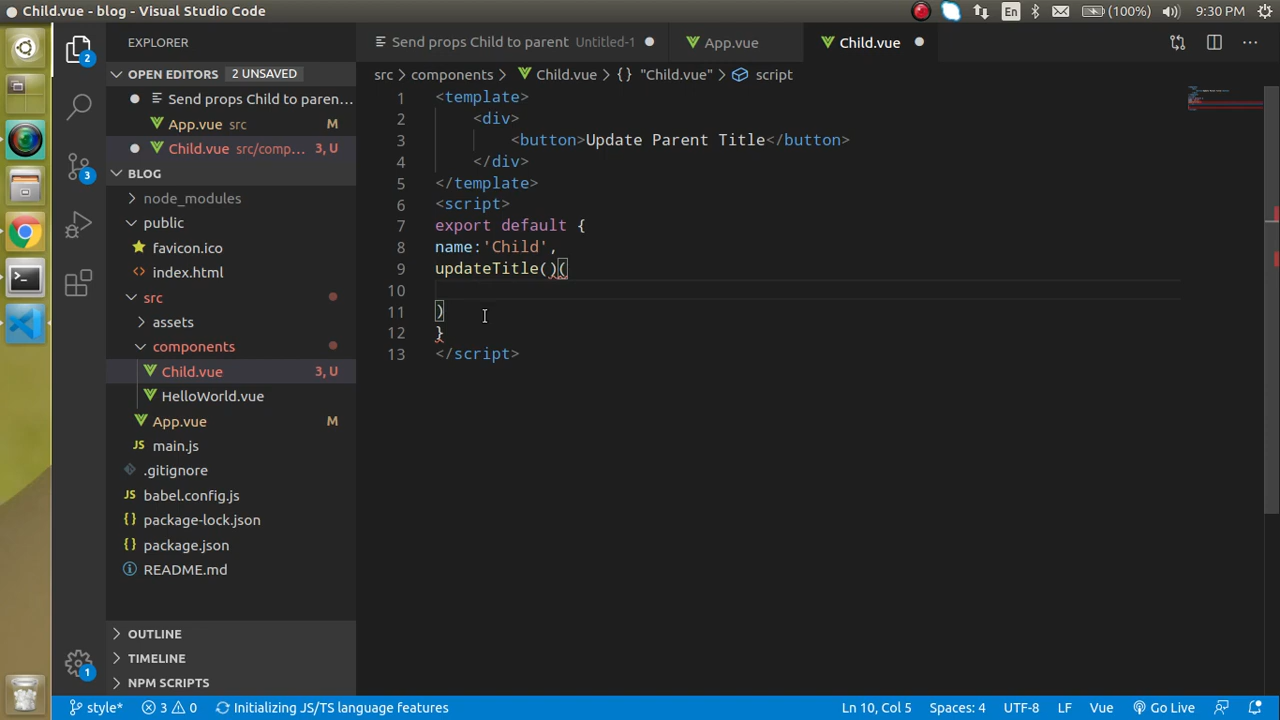 Child.vue - blog - Visual Studio Code
En
(100%)
9:30 PM
EXPLORER
Send props Child to parent Untitled-1
App.vue
Child.vue
2
OPEN EDITORS 2 UNSAVED
src > components > Child.vue > {} "Child.vue" > script
Send props Child to paren...
App.vue src M
Child.vue src/comp... 3, U
BLOG
node_modules
public
favicon.ico
index.html
src
assets
components
Child.vue 3, U
HelloWorld.vue
App.vue M
JS main.js
.gitignore
JS babel.config.js
{} package-lock.json
{} package.json
README.md
OUTLINE
TIMELINE
NPM SCRIPTS
3
1
1 <template>
2 <div>
3 <button>Update Parent Title</button>
4 </div>
5 </template>
6 <script>
7 export default {
8 name:'Child',
9 updateTitle()(
10
11 )
12 }
13 </script>
style* 3 0 Initializing JS/TS language features
Ln 10, Col 5 Spaces: 4 UTF-8 LF Vue Go Live